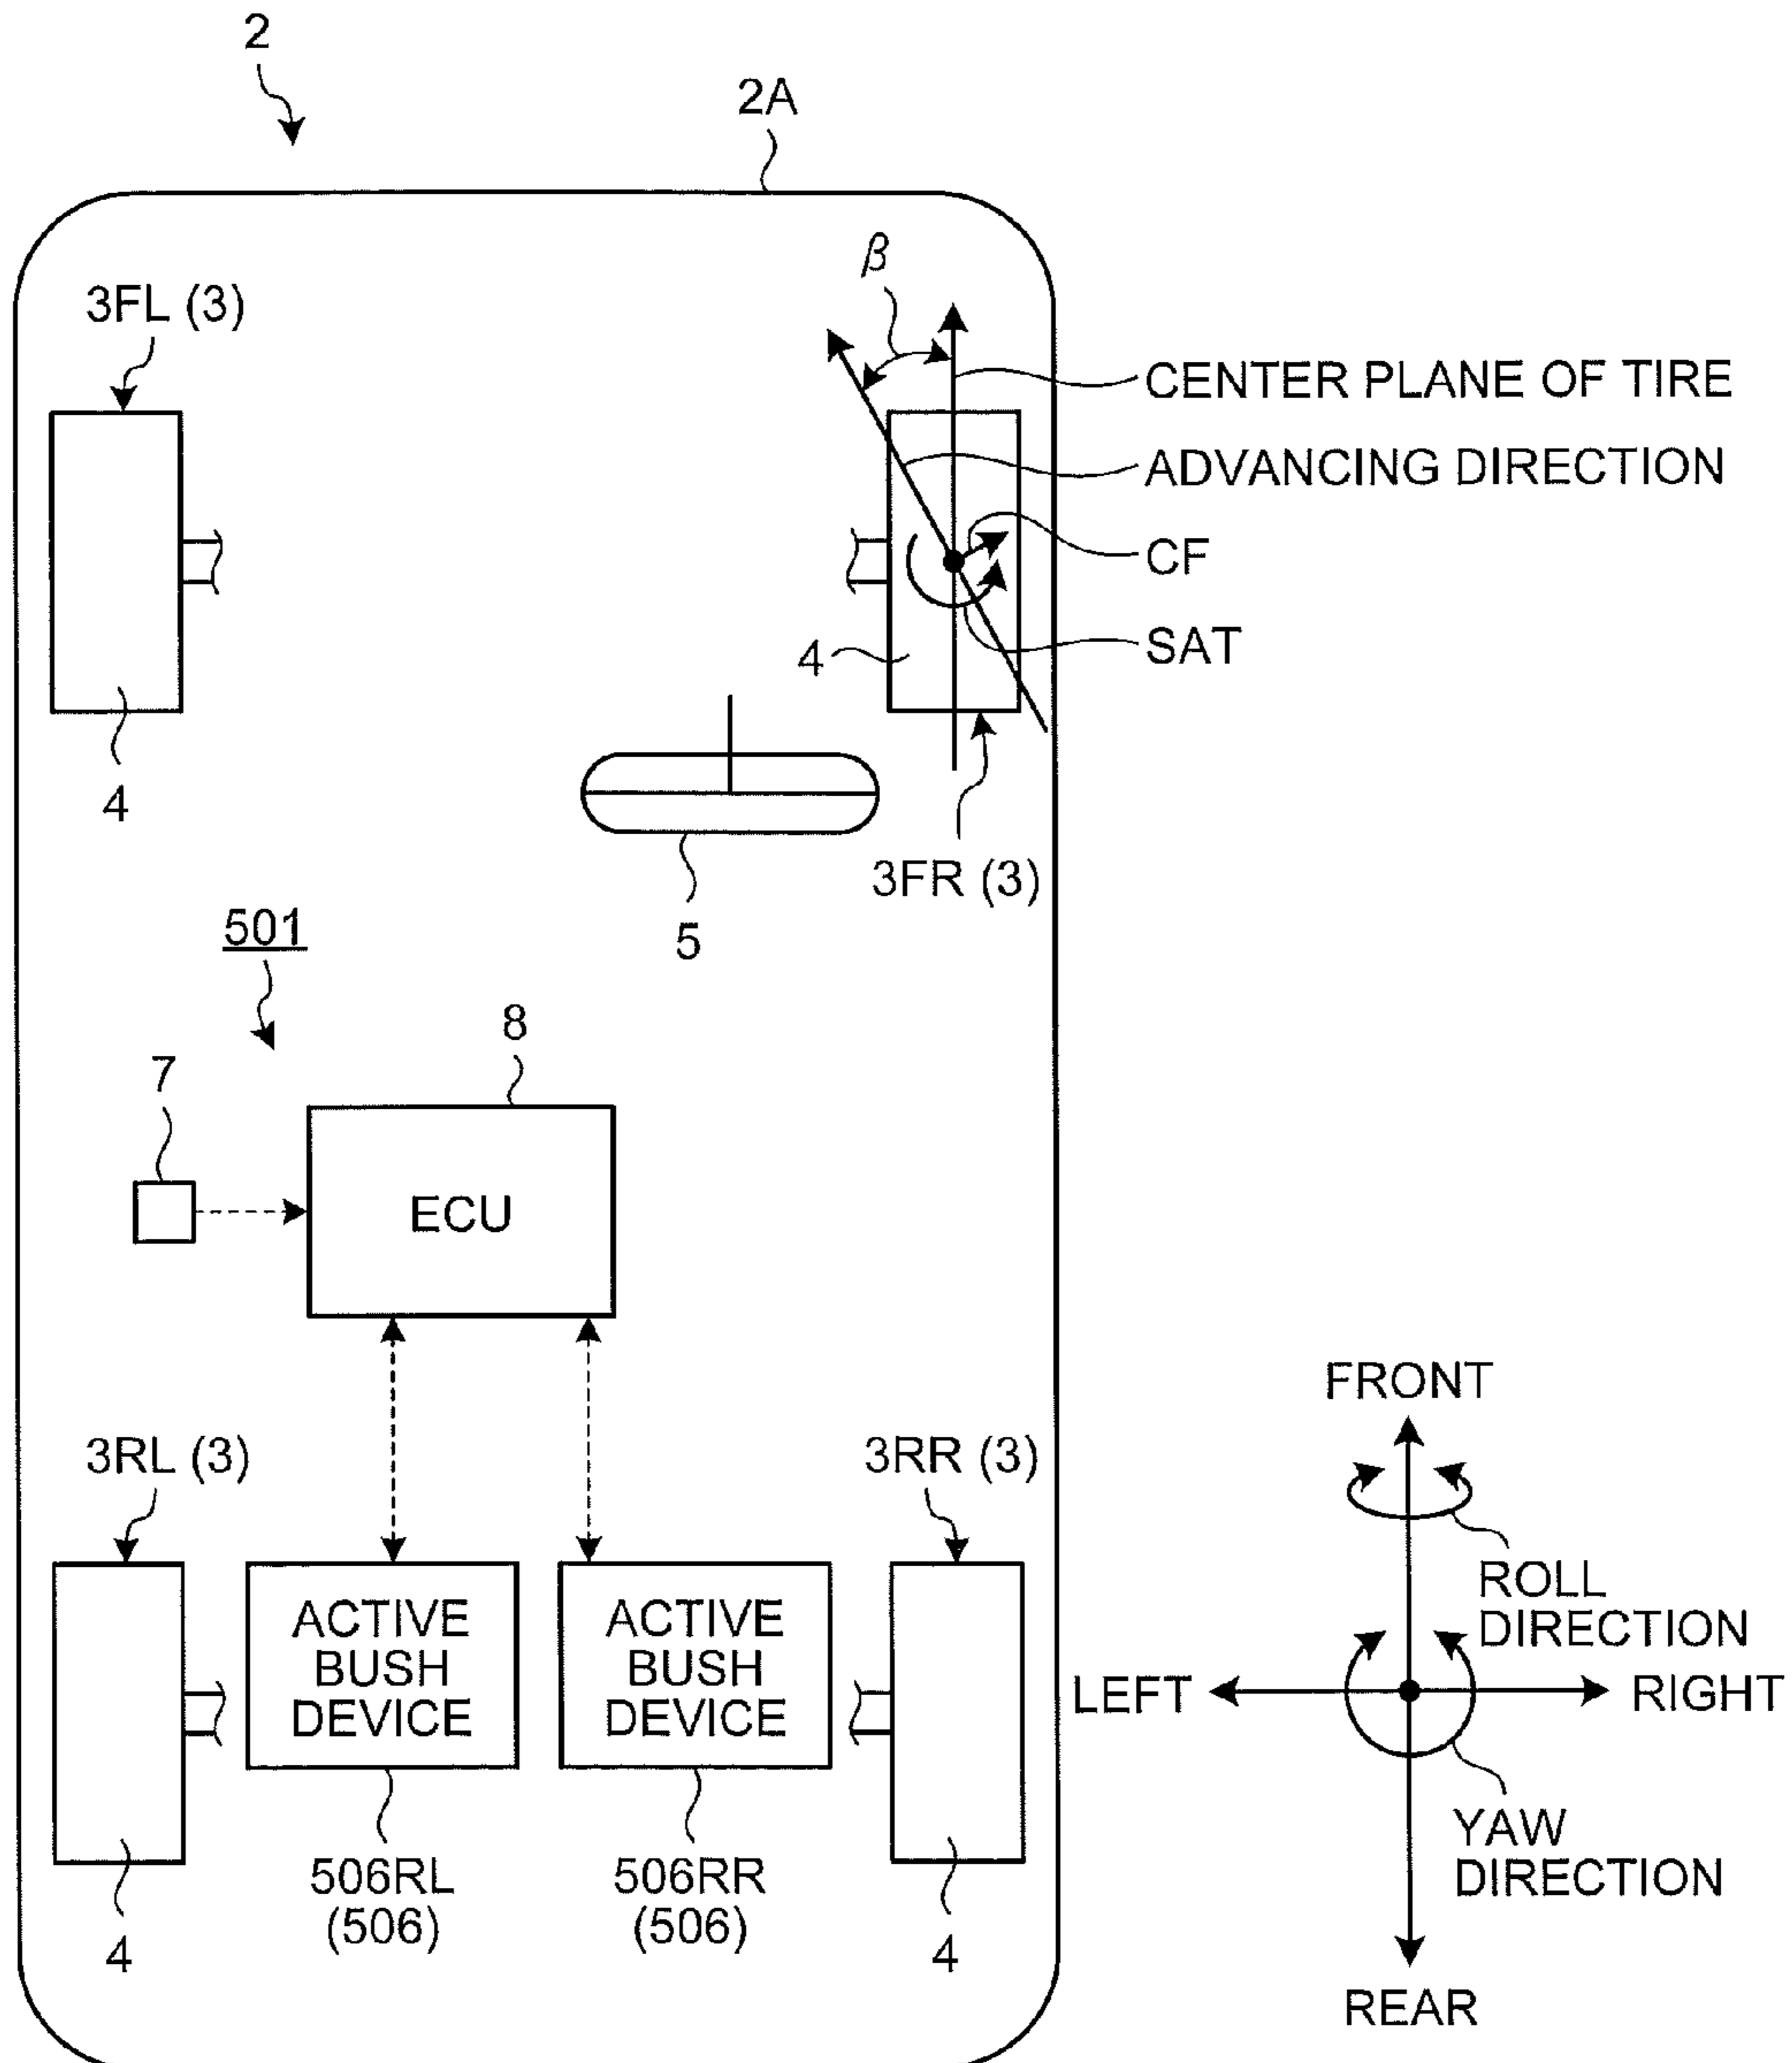 2
2A
β
3FL (3)
CENTER PLANE OF TIRE
ADVANCING DIRECTION
CF
SAT
4
4
3FR (3)
5
501
8
7
ECU
FRONT
3RL (3)
3RR (3)
ROLL
DIRECTION
ACTIVE
BUSH
DEVICE
ACTIVE
BUSH
DEVICE
LEFT
RIGHT
YAW
DIRECTION
506RL
(506)
506RR
(506)
4
4
REAR